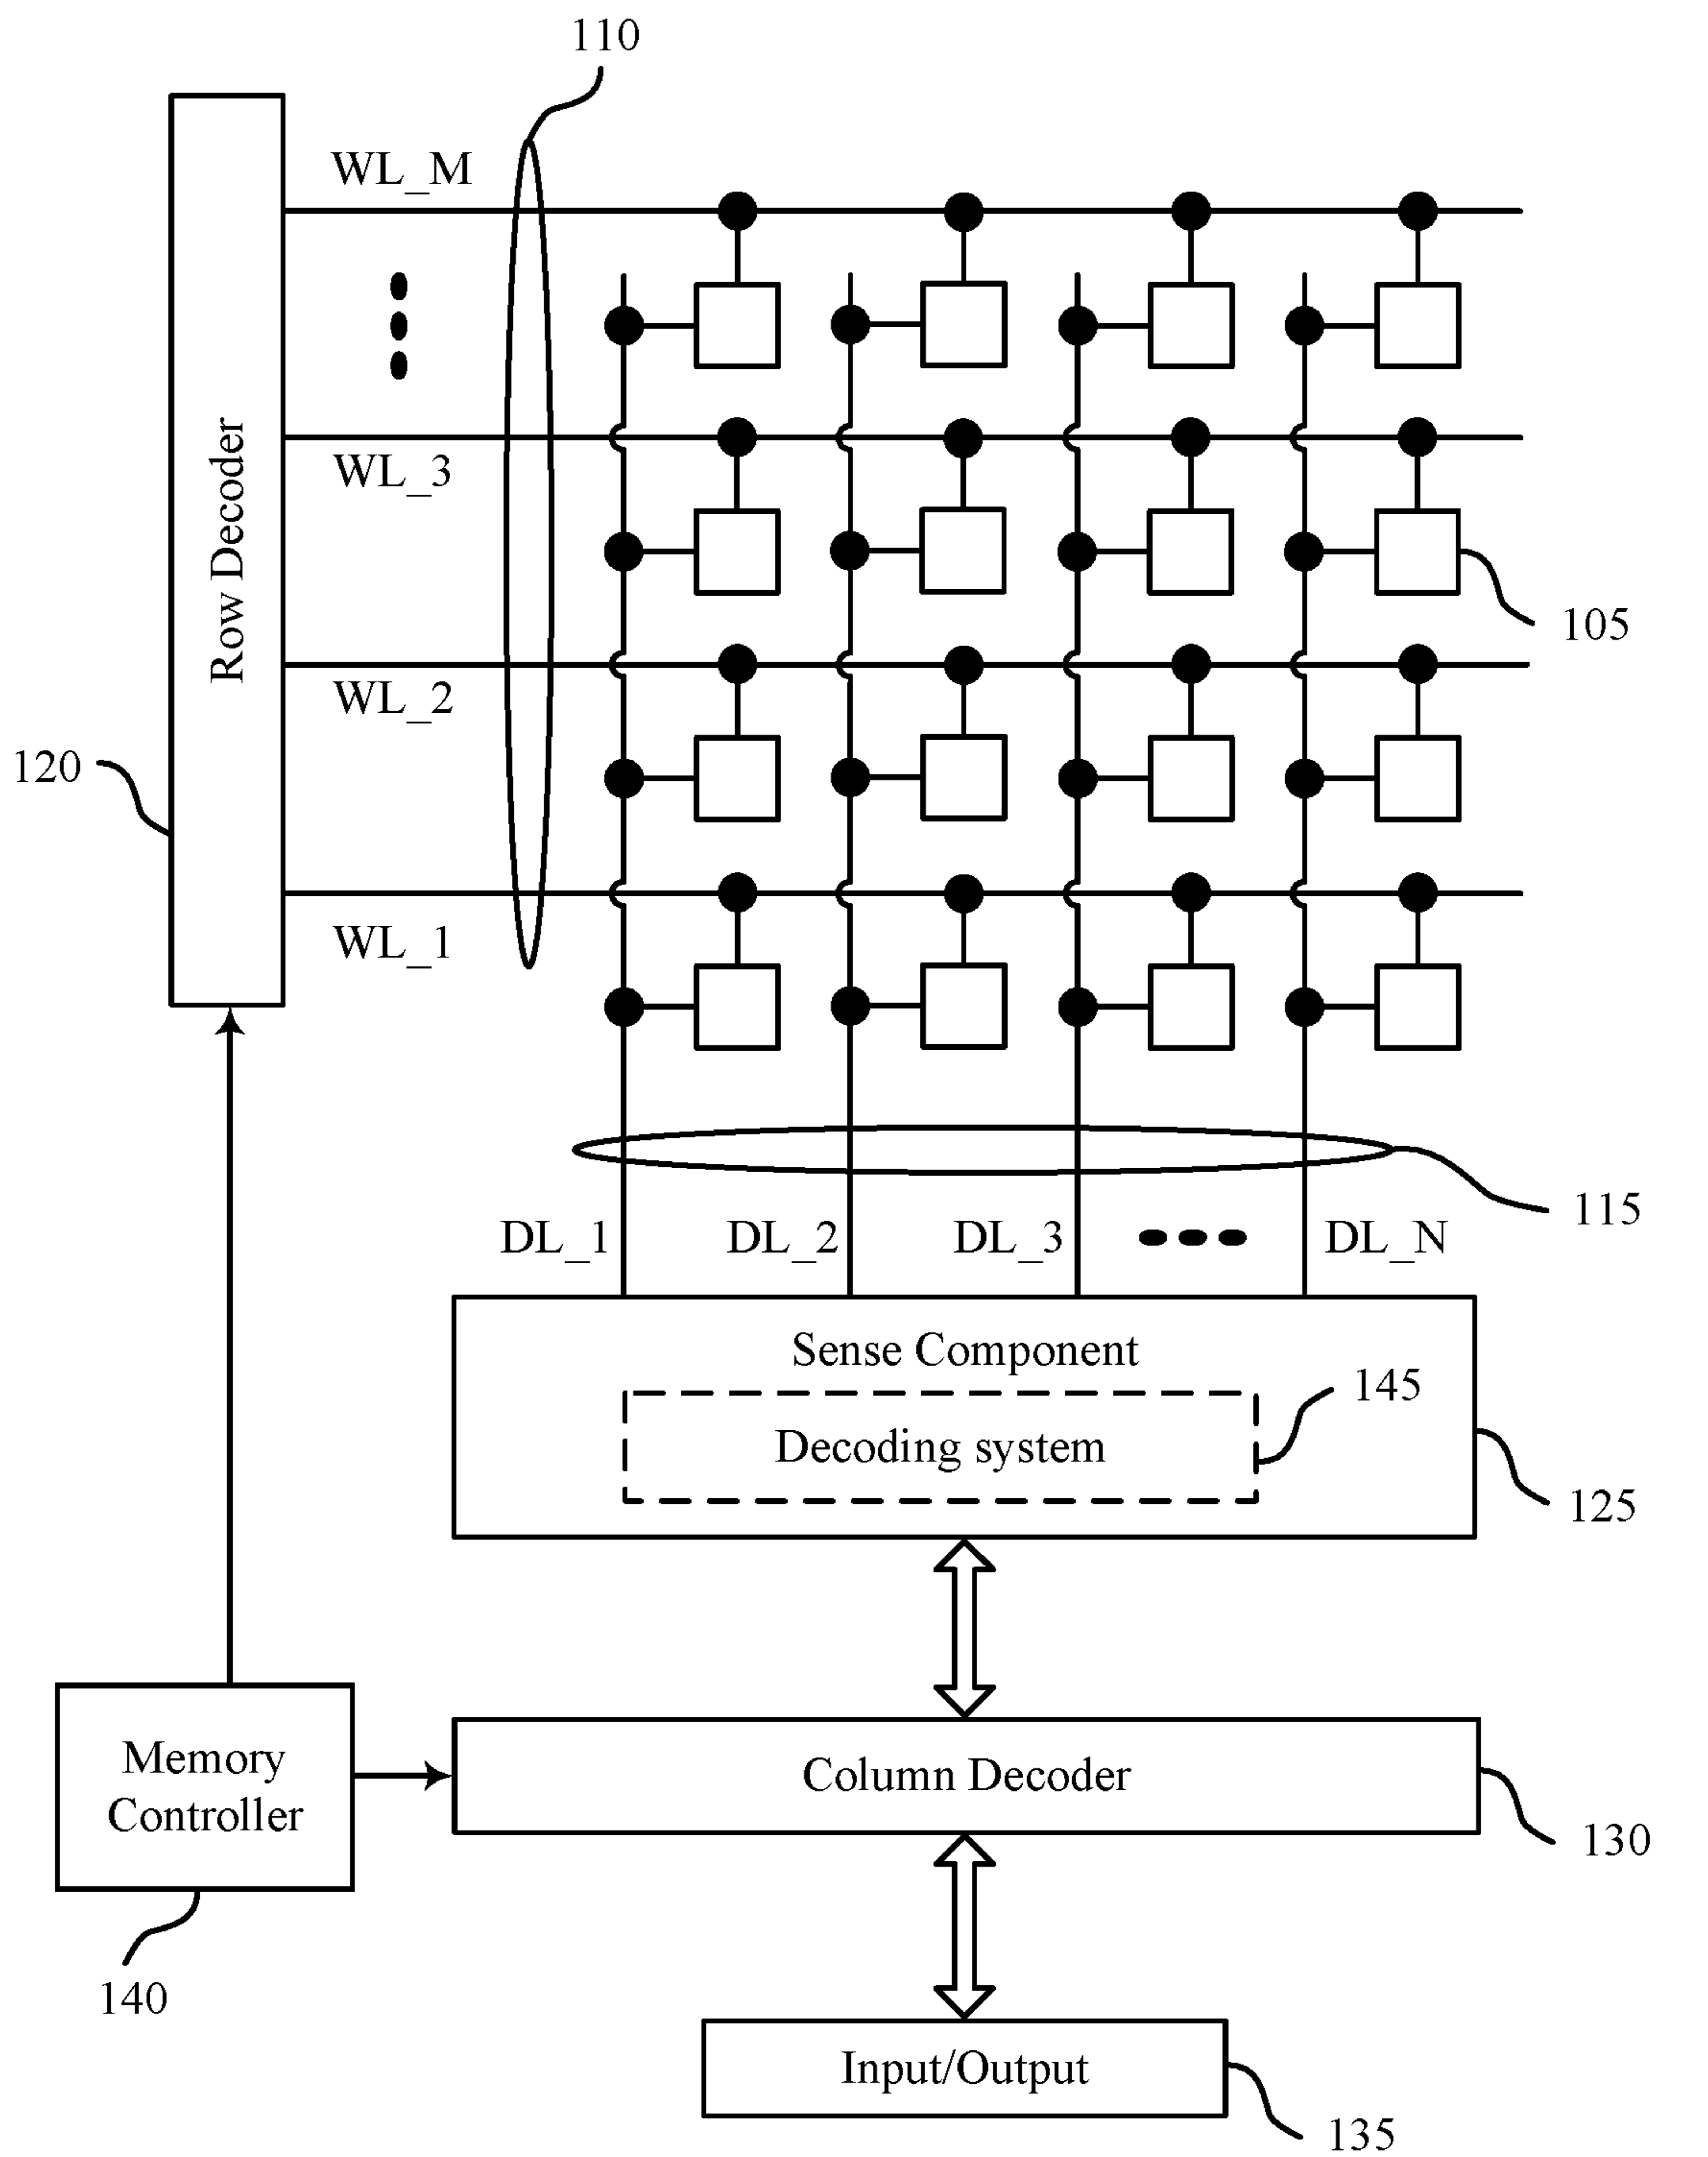 110
WL_M
Row Decoder
WL_3
105
WL_2
120
WL_1
115
DL_1 DL_2 DL_3 DL_N
Sense Component
145
Decoding system
125
Memory
Controller
Column Decoder
130
140
Input/Output
135